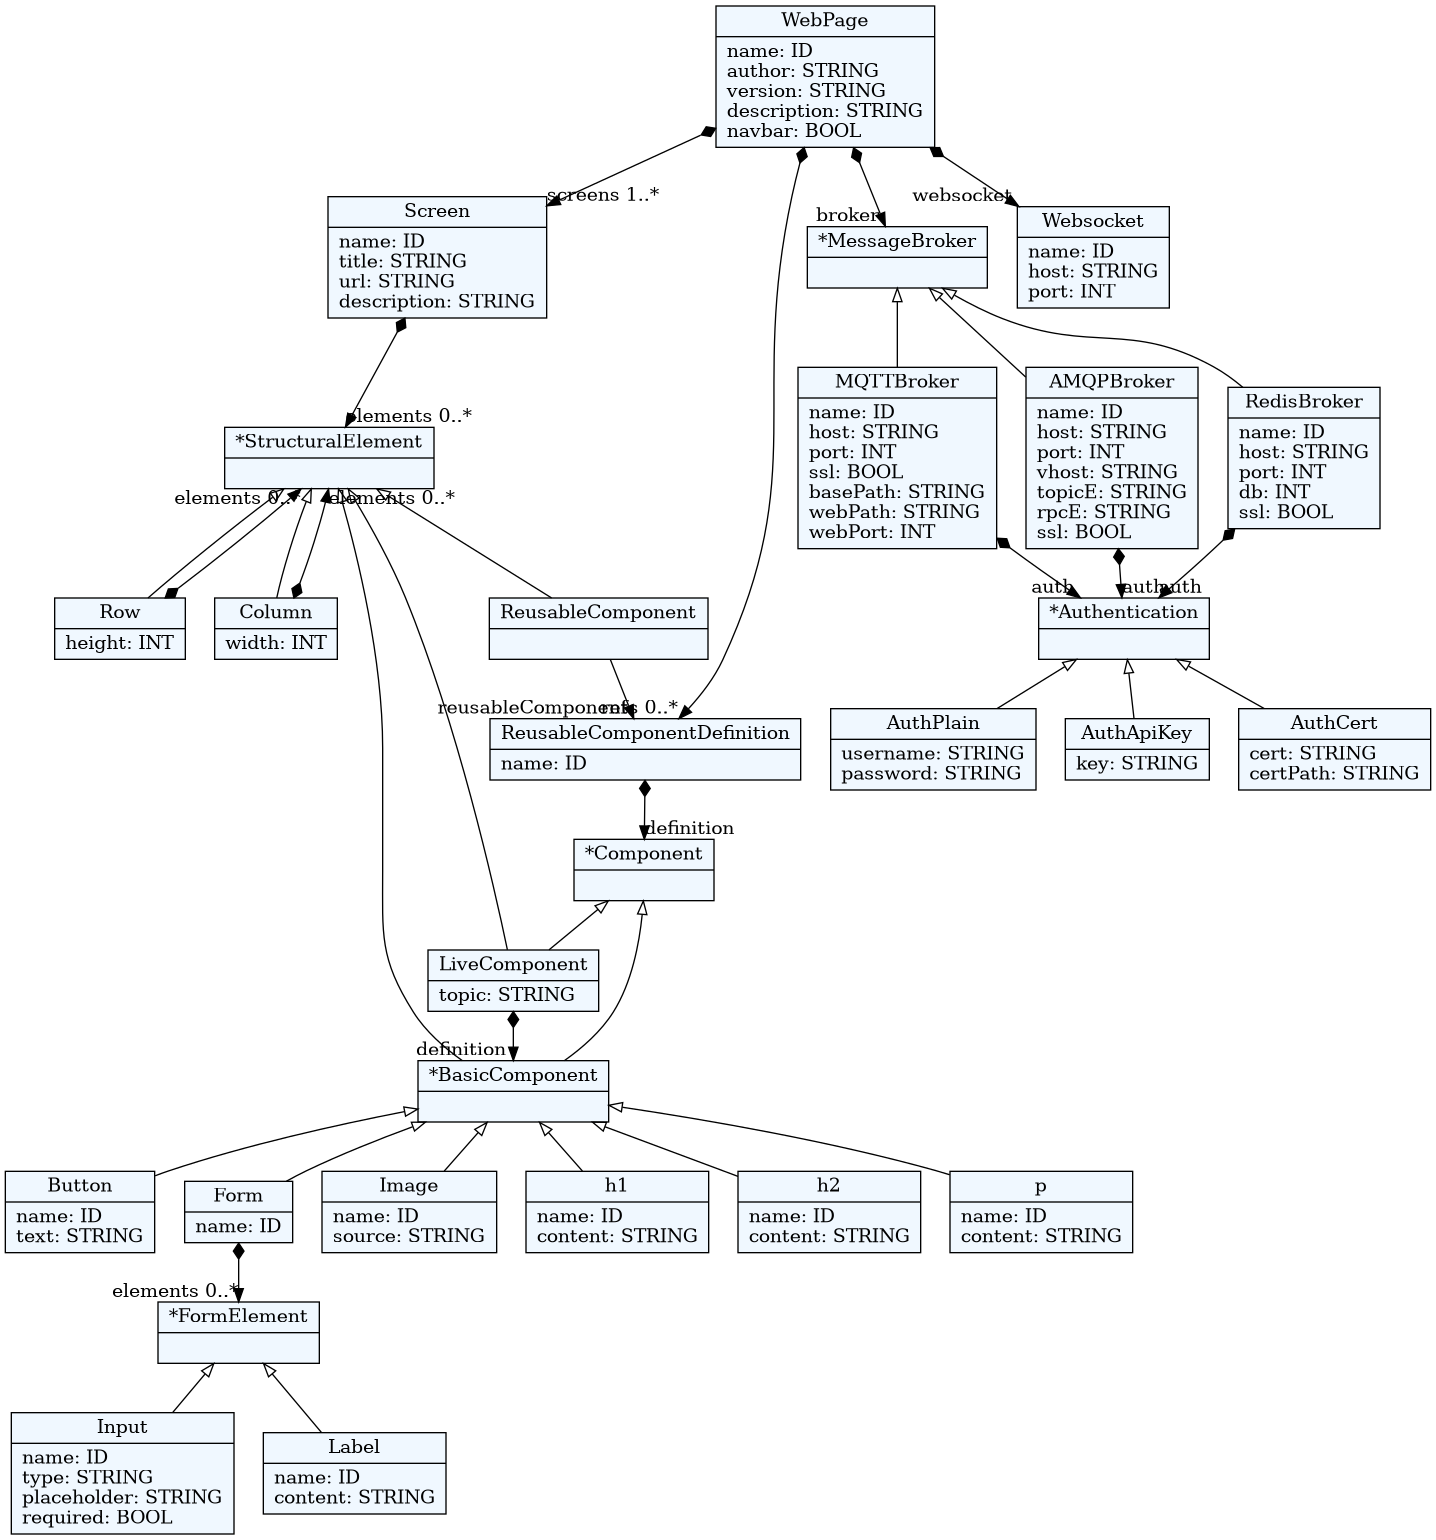 WebPage
name: ID
author: STRING
version: STRING
description: STRING
navbar: BOOL
screens 1..*
broker
websocket
Screen
name: ID
title: STRING
url: STRING
description: STRING
*MessageBroker
Websocket
name: ID
host: STRING
port: INT
elements 0..*
*StructuralElement
MQTTBroker
name: ID
host: STRING
port: INT
ssl: BOOL
basePath: STRING
webPath: STRING
webPort: INT
AMQPBroker
name: ID
host: STRING
port: INT
vhost: STRING
topicE: STRING
rpcE: STRING
ssl: BOOL
RedisBroker
name: ID
host: STRING
port: INT
db: INT
ssl: BOOL
elements 0..*
elements 0..*
auth
auth
auth
Row
height: INT
Column
width: INT
ReusableComponent
*Authentication
reusableComponents 0..*
ref
ReusableComponentDefinition
name: ID
AuthPlain
username: STRING
password: STRING
AuthApiKey
key: STRING
AuthCert
cert: STRING
certPath: STRING
definition
*Component
LiveComponent
topic: STRING
definition
*BasicComponent
Button
name: ID
text: STRING
Form
name: ID
Image
name: ID
source: STRING
h1
name: ID
content: STRING
h2
name: ID
content: STRING
p
name: ID
content: STRING
elements 0..*
*FormElement
Input
name: ID
type: STRING
placeholder: STRING
required: BOOL
Label
name: ID
content: STRING